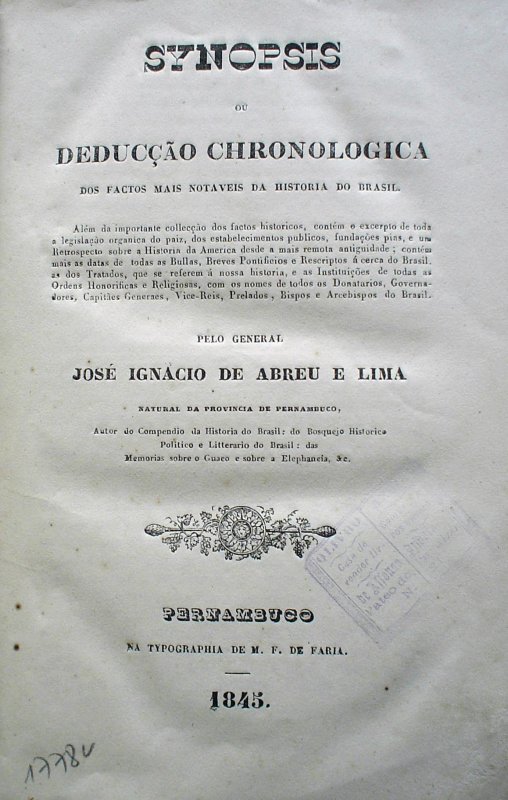 SYNOPSIS
OU
DEDUCÇÃO CHRONOLOGICA
DOS FACTOS MAIS NOTAVEIS DA HISTORIA DO BRASIL.
Além da importante collecção dos factos historicos, contém o excerpto de toda
a legislação organica do paiz, dos estabelecimentos publicos, fundações pias, e um
Retrospecto sobre a Historia da America desde a mais remota antiguidade; contém
mais as datas de todas as Bullas, Breves Pontificios e Rescriptos á cerca do Brasil,
as dos Tratados, que se referem á nossa historia, e as Instituições de todas as
Ordens Honorificas e Religiosas, com os nomes de todos os Donatarios, Governa-
dores, Capitães Generaes, Vice-Reis, Prelados, Bispos e Arcebispos do Brasil.
PELO GENERAL
JOSÉ IGNACIO DE ABREU E LIMA
NATURAL DA PROVINCIA DE PERNAMBUCO,
Autor do Compendio da Historia do Brasil: do Bosquejo Historico
Politico e Litterario do Brasil: das
Memorias sobre o Guaco e sobre a Elephancia, &c.
OLINDO
Casa do
PERNAMBUCO
NA TYPOGRAPHIA DE M. F. DE FARIA.
1845.
1778v